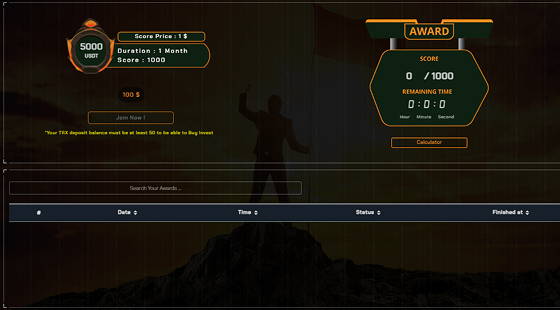 5000
USDT
Score Price : 1 $
Duration : 1 Month
Score : 1000
100 $
Join Now !
*Your TRX deposit balance must be at least 50 to be able to Buy Invest
AWARD
SCORE
0 /1000
REMAINING TIME
0 : 0 : 0
Hour Minute Second
Calculator
Search Your Awards ...
# Date Time Status Finished at